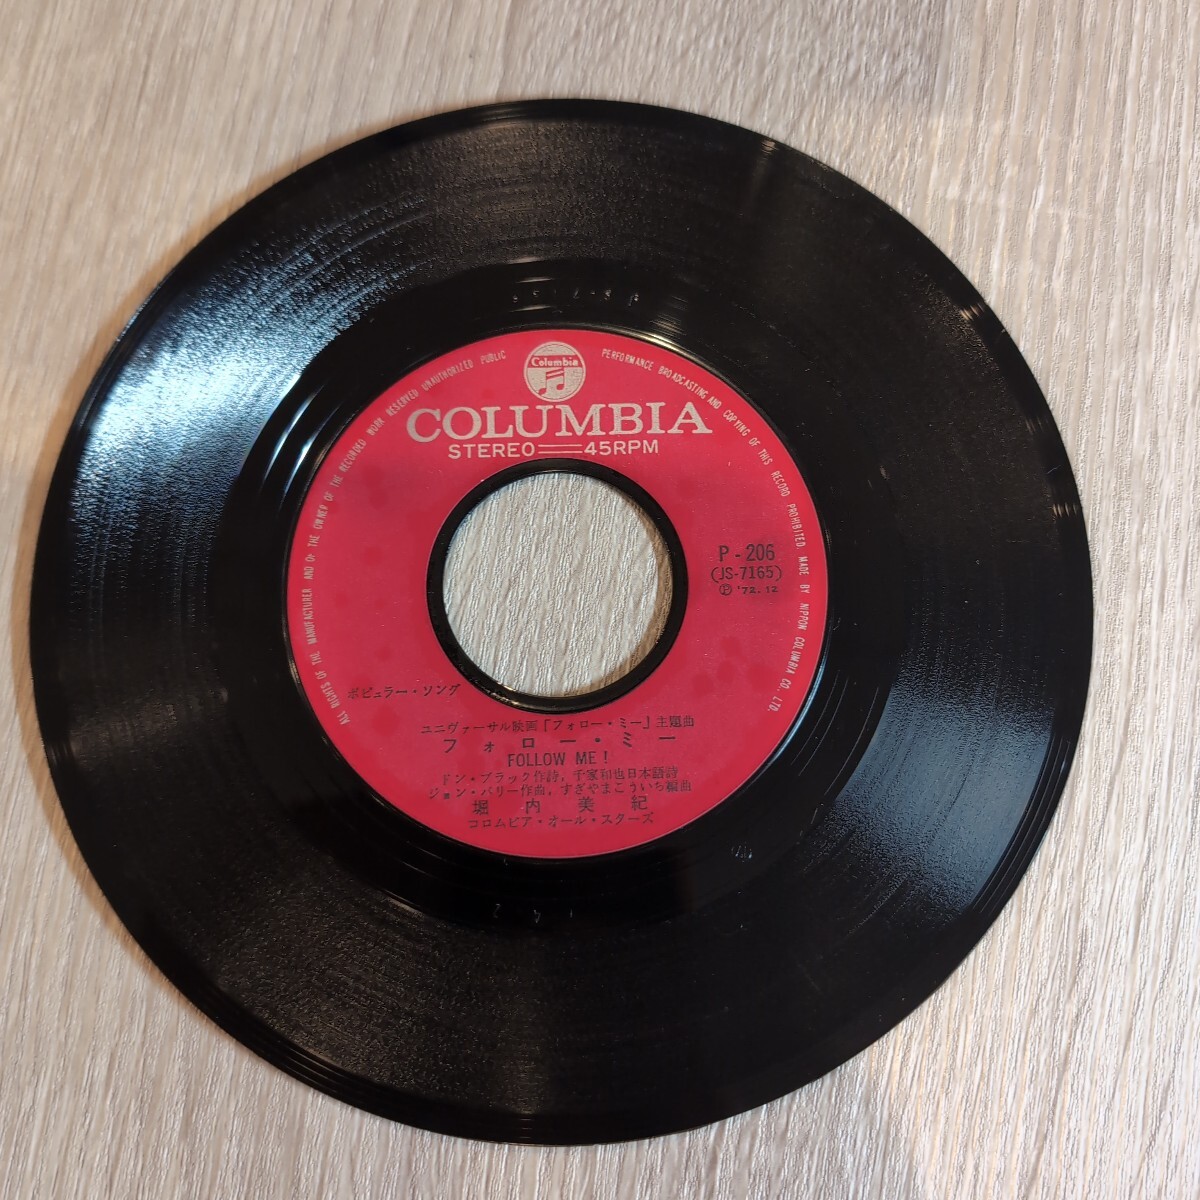 Columbia
COLUMBIA
STEREO 45RPM
P-206
(JS-7165)
Ⓟ '72.12
ポピュラー・ソング
ユニヴァーサル映画「フォロー・ミー」主題曲
フォロー・ミー
FOLLOW ME!
ドン・ブラック作詩，千家和也日本語詩
ジョン・バリー作曲，すぎやまこういち編曲
堀内美紀
コロムビア・オール・スターズ
ALL RIGHTS OF THE MANUFACTURER AND OF THE OWNER OF THE RECORDED WORK RESERVED UNAUTHORIZED PUBLIC PERFORMANCE BROADCASTING AND COPYING OF THIS RECORD PROHIBITED MADE BY NIPPON COLUMBIA CO., LTD.